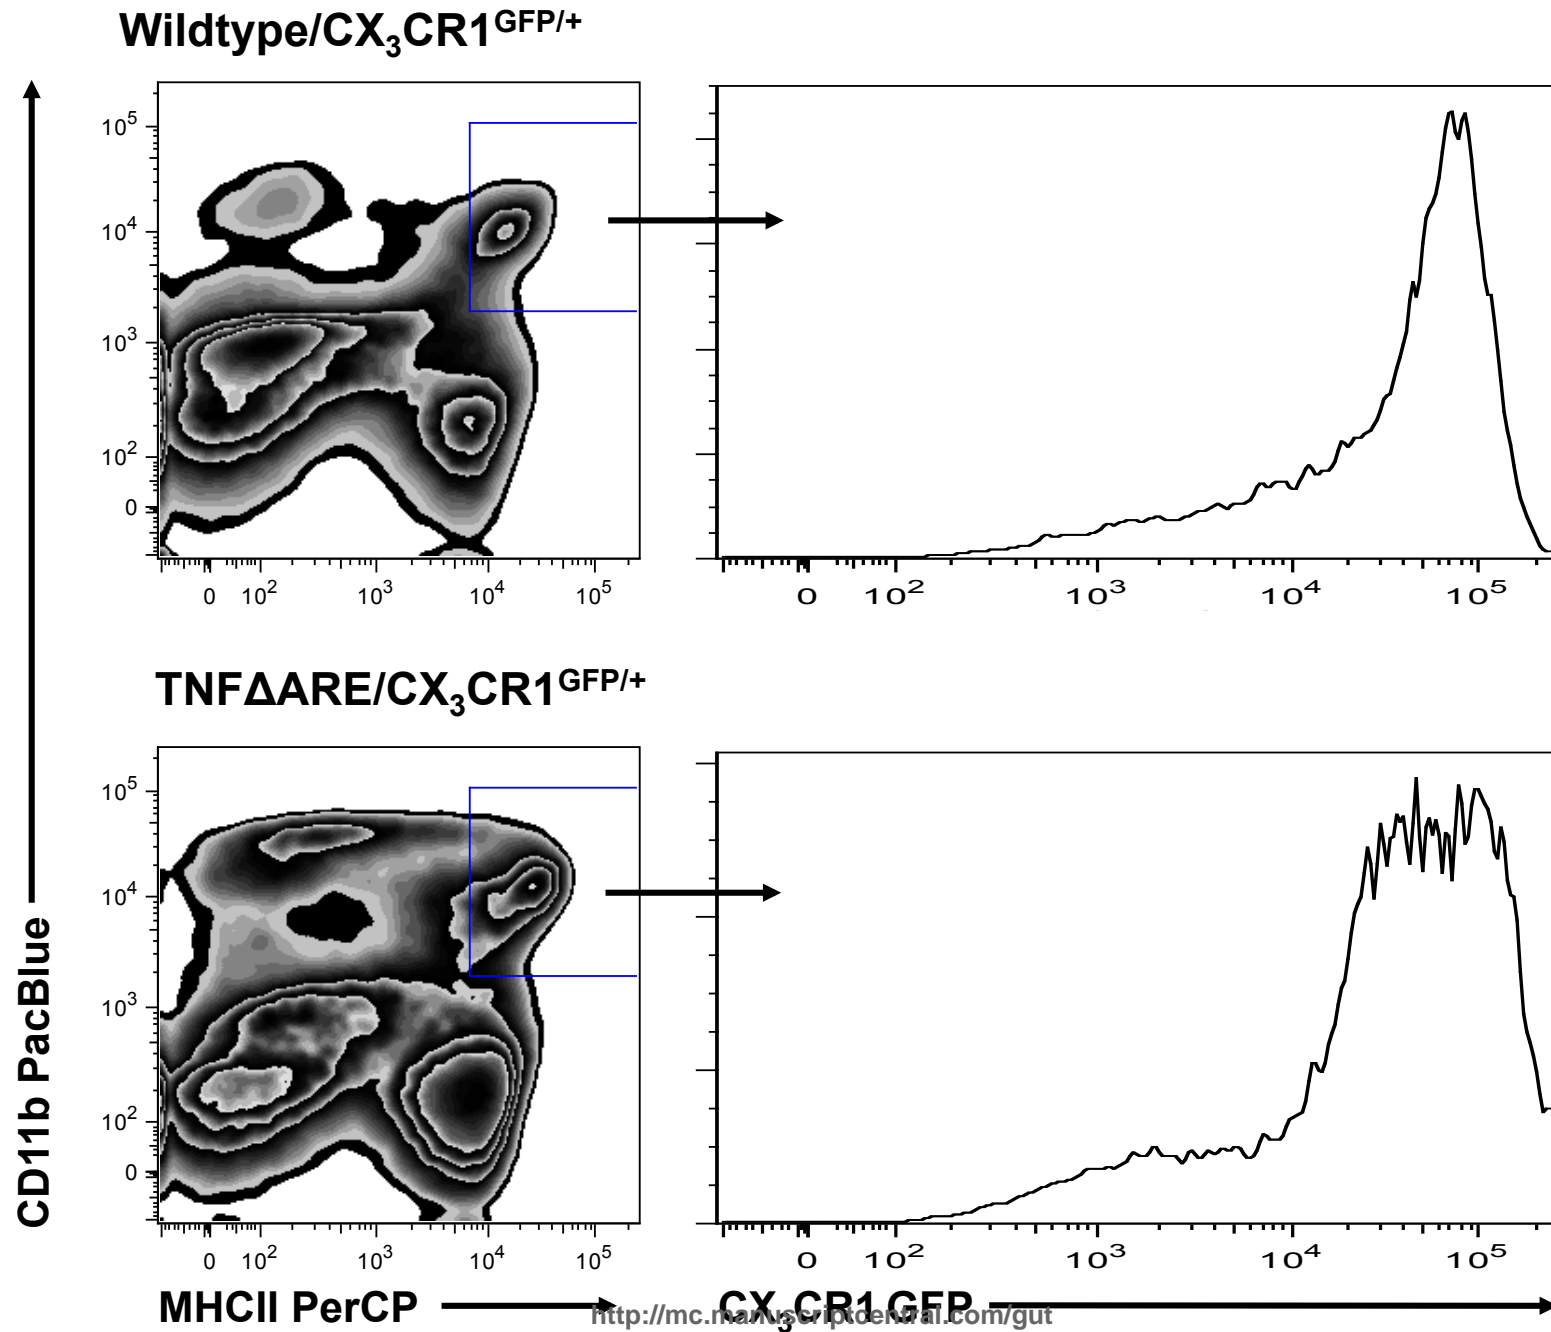 Wildtype/CX3CR1GFP/+
10^5
10^4
10^3
10^2
0
0 10^2 10^3 10^4 10^5
0 10^2 10^3 10^4 10^5
TNFΔARE/CX3CR1GFP/+
10^5
10^4
10^3
10^2
0
0 10^2 10^3 10^4 10^5
0 10^2 10^3 10^4 10^5
CD11b PacBlue
MHCII PerCP
CX3CR1 GFP
http://mc.manuscriptcentral.com/gut